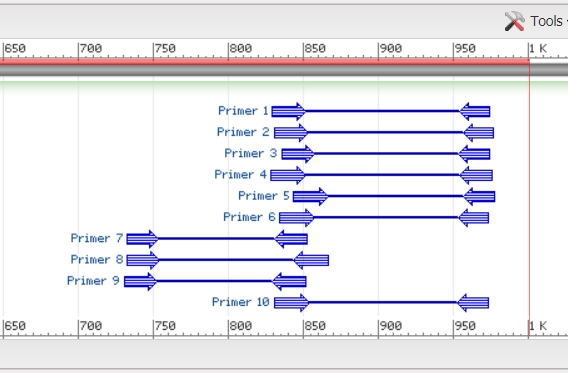 Tools
650 700 750 800 850 900 950 1 K
Primer 1
Primer 2
Primer 3
Primer 4
Primer 5
Primer 6
Primer 7
Primer 8
Primer 9
Primer 10
650 700 750 800 850 900 950 1 K